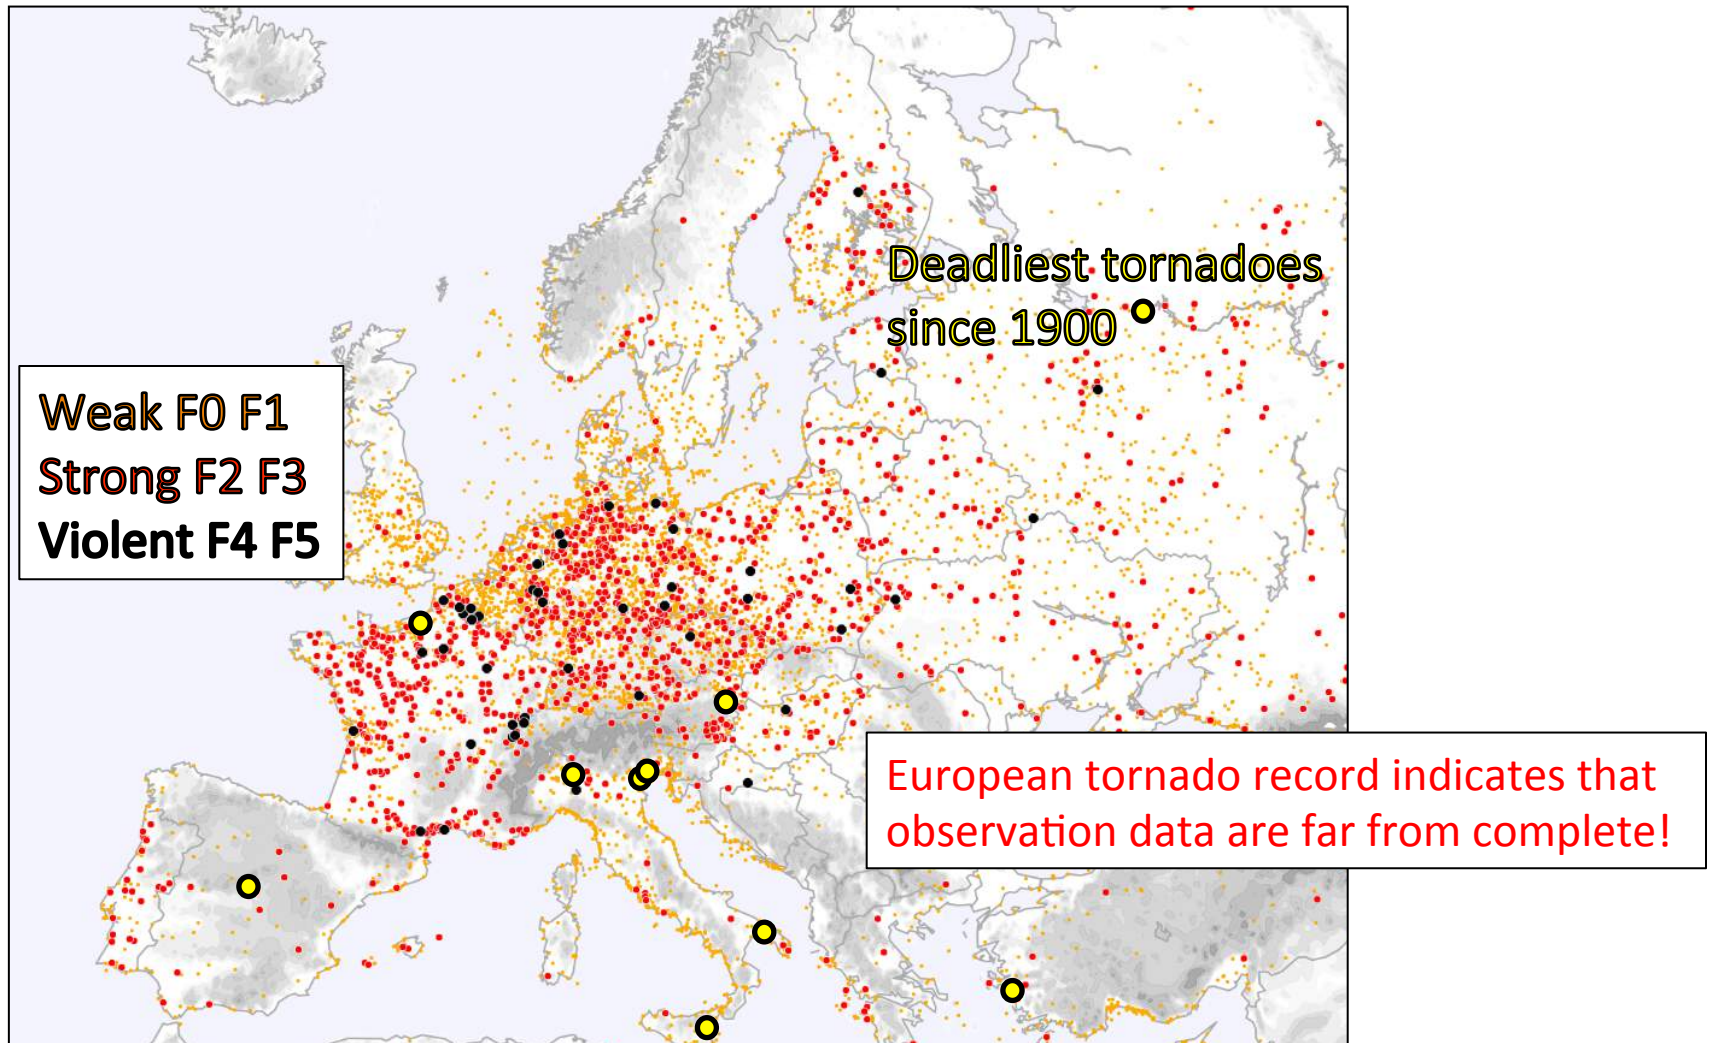 Deadliest tornadoes
since 1900
Weak F0 F1
Strong F2 F3
Violent F4 F5
European tornado record indicates that
observation data are far from complete!